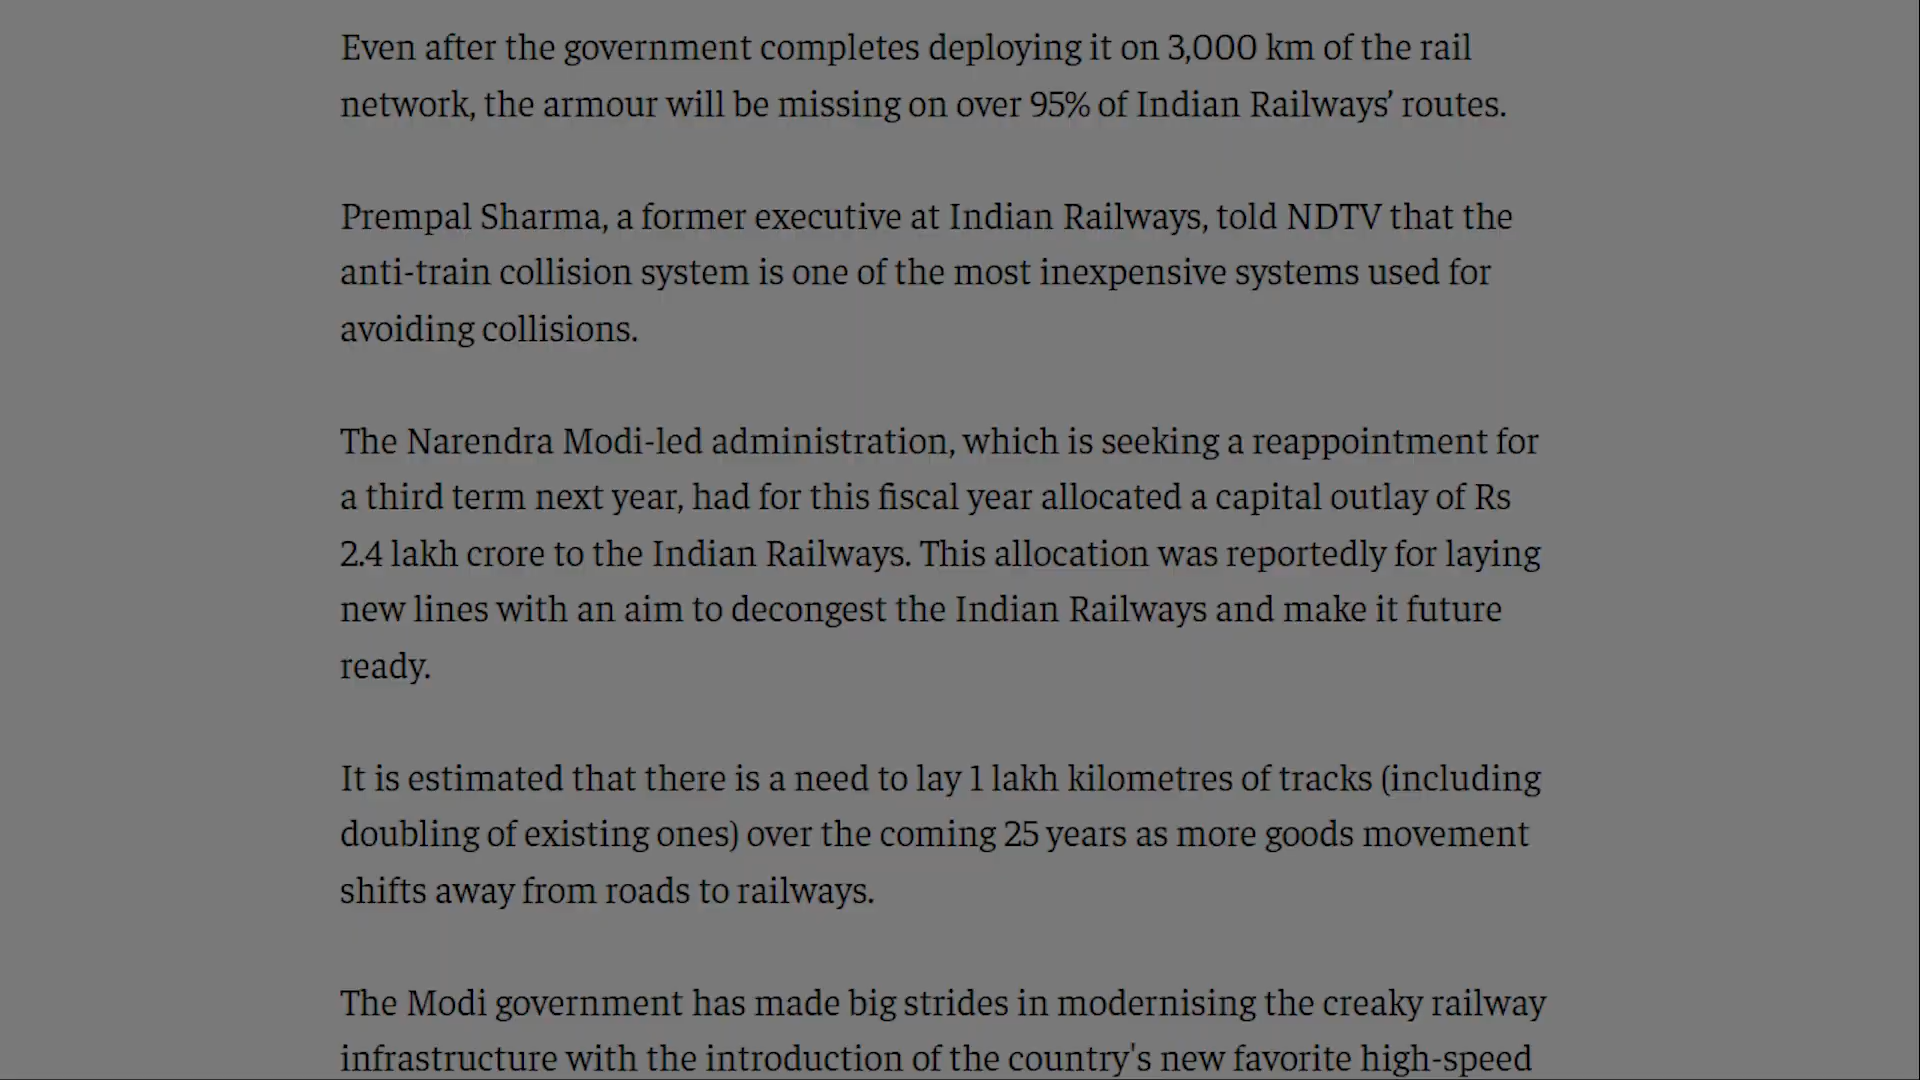 Even after the government completes deploying it on 3,000 km of the rail
network, the armour will be missing on over 95% of Indian Railways’ routes.
Prempal Sharma, a former executive at Indian Railways, told NDTV that the
anti-train collision system is one of the most inexpensive systems used for
avoiding collisions.
The Narendra Modi-led administration, which is seeking a reappointment for
a third term next year, had for this fiscal year allocated a capital outlay of Rs
2.4 lakh crore to the Indian Railways. This allocation was reportedly for laying
new lines with an aim to decongest the Indian Railways and make it future
ready.
It is estimated that there is a need to lay 1 lakh kilometres of tracks (including
doubling of existing ones) over the coming 25 years as more goods movement
shifts away from roads to railways.
The Modi government has made big strides in modernising the creaky railway
infrastructure with the introduction of the country's new favorite high-speed